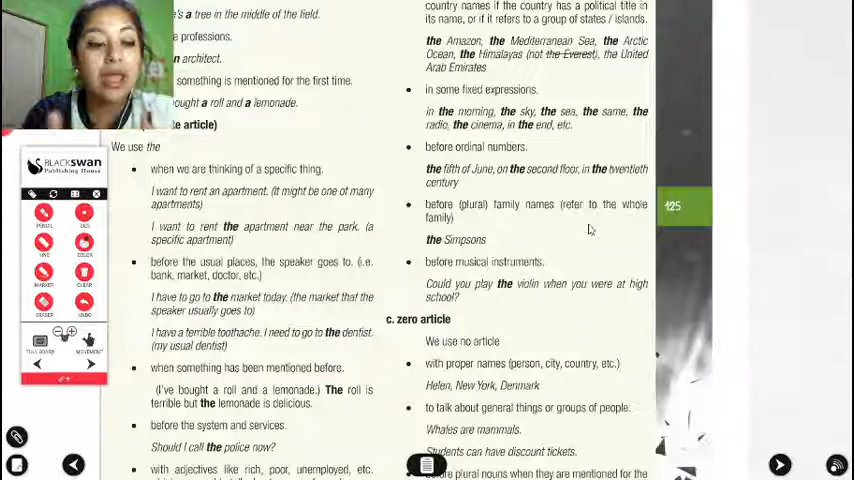 's a tree in the middle of the field.
e professions.
n architect.
something is mentioned for the first time.
ought a roll and a lemonade.
te article)
We use the
• when we are thinking of a specific thing.
I want to rent an apartment. (it might be one of many
apartments)
I want to rent the apartment near the park. (a
specific apartment)
• before the usual places, the speaker goes to. (i.e.
bank, market, doctor, etc.)
I have to go to the market today. (the market that the
speaker usually goes to)
I have a terrible toothache. I need to go to the dentist.
(my usual dentist)
• when something has been mentioned before.
(I've bought a roll and a lemonade.) The roll is
terrible but the lemonade is delicious.
• before the system and services.
Should I call the police now?
• with adjectives like rich, poor, unemployed, etc.
country names if the country has a political title in
its name, or if it refers to a group of states / islands.
the Amazon, the Mediterranean Sea, the Arctic
Ocean, the Himalayas (not the Everest), the United
Arab Emirates
• in some fixed expressions.
in the morning, the sky, the sea, the same, the
radio, the cinema, in the end, etc.
• before ordinal numbers.
the fifth of June, on the second floor, in the twentieth
century
• before (plural) family names (refer to the whole
family)
the Simpsons
• before musical instruments.
Could you play the violin when you were at high
school?
c. zero article
We use no article
• with proper names (person, city, country, etc.)
Helen, New York, Denmark
• to talk about general things or groups of people.
Whales are mammals.
Students can have discount tickets.
before plural nouns when they are mentioned for the
125
BLACKSWAN
Publishing House
COLOR
MARKER
CLEAR
ERASER
UNDO
MOVEMENT